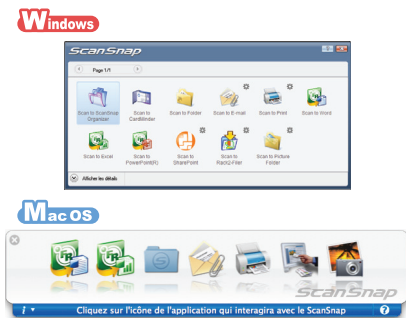 Windows
ScanSnap
Page 1/1
Scan to ScanSnap Organizer
Scan to CardMinder
Scan to Folder
Scan to E-mail
Scan to Print
Scan to Word
Scan to Excel
Scan to PowerPoint(R)
Scan to SharePoint
Scan to Rack2-Filer
Scan to Picture Folder
Afficher les détails
Mac OS
ScanSnap
Cliquez sur l'icône de l'application qui interagira avec le ScanSnap